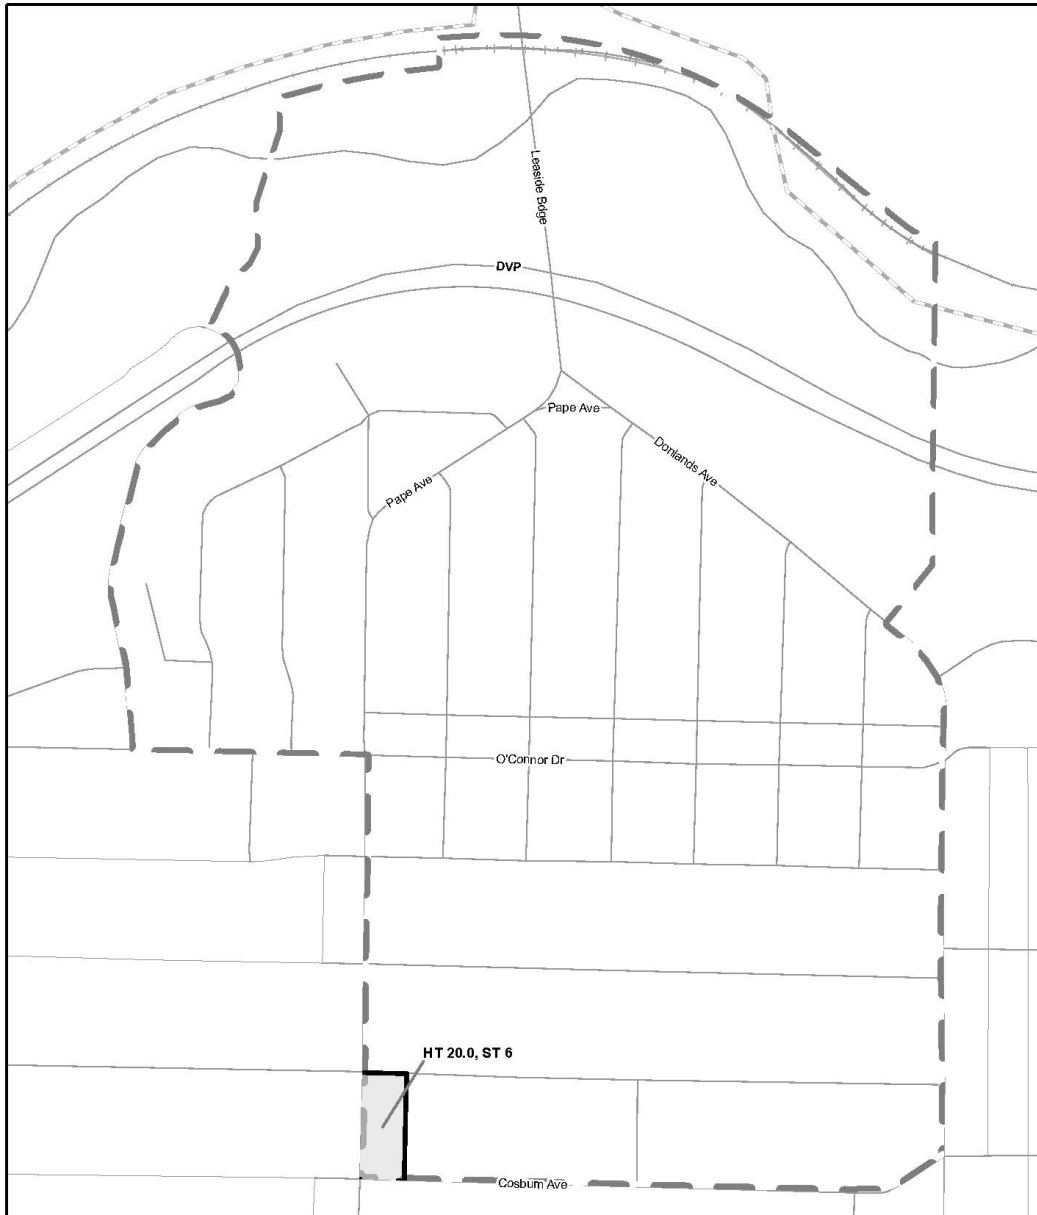 Leaside Bdge
DVP
Pape Ave
Donlands Ave
Pape Ave
O'Connor Dr
HT 20.0, ST 6
Cosburn Ave